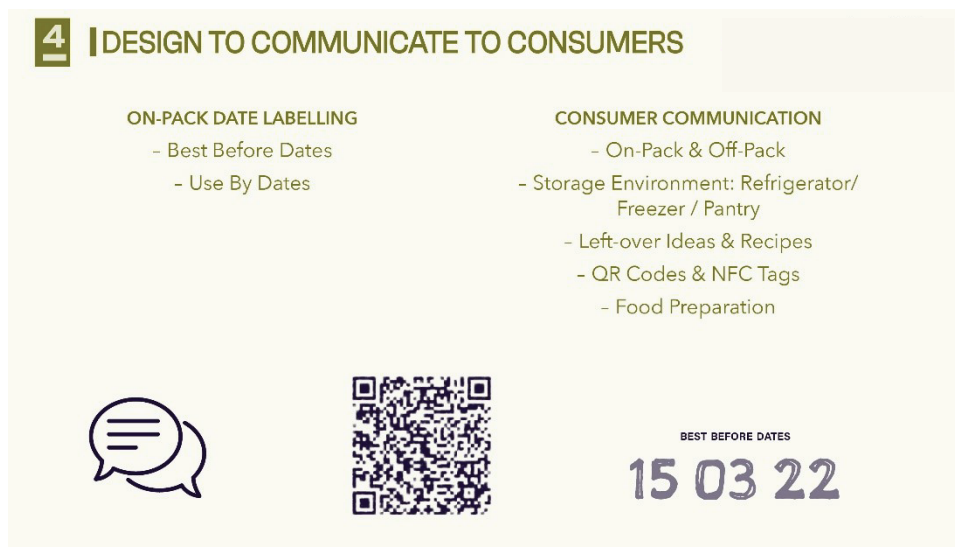 4 DESIGN TO COMMUNICATE TO CONSUMERS
ON-PACK DATE LABELLING
– Best Before Dates
– Use By Dates
CONSUMER COMMUNICATION
– On-Pack & Off-Pack
– Storage Environment: Refrigerator/
Freezer / Pantry
– Left-over Ideas & Recipes
– QR Codes & NFC Tags
– Food Preparation
BEST BEFORE DATES
15 03 22